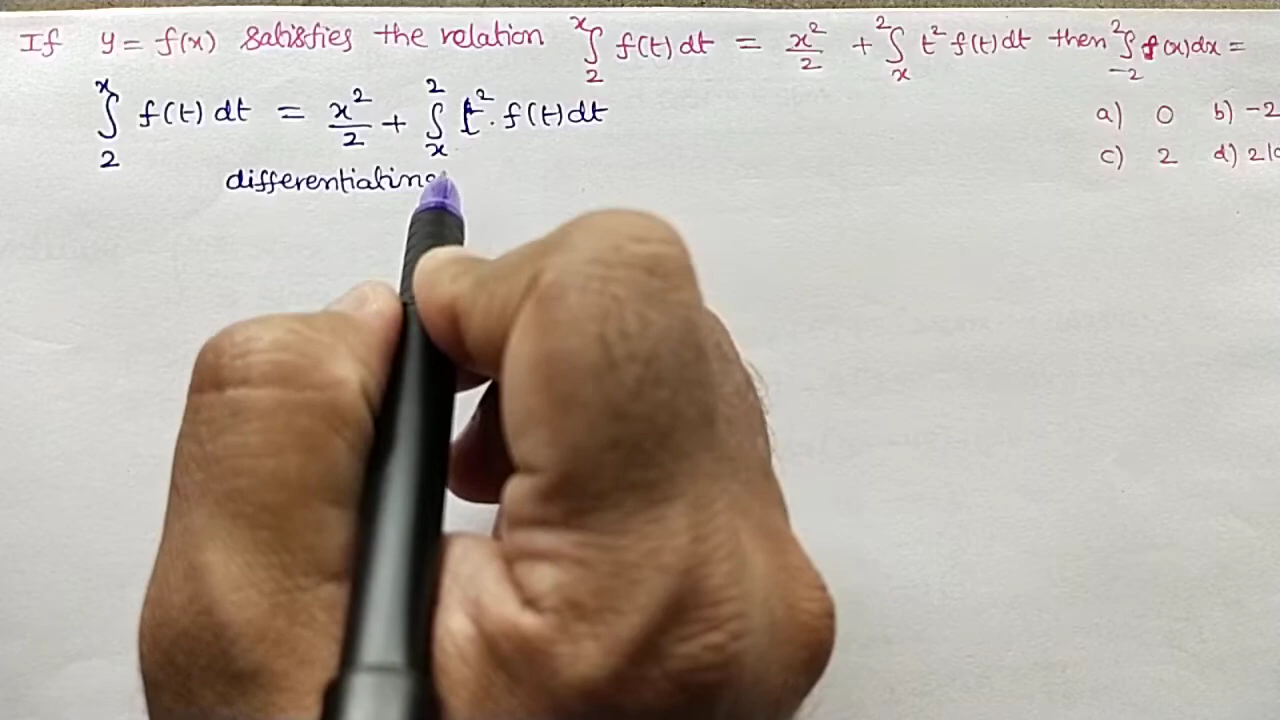 If y = f(x) satisfies the relation ∫₂ˣ f(t) dt = x²/2 + ∫ₓ² t² f(t) dt then ∫₋₂² f(x) dx =
a) 0 b) -2
c) 2 d)
∫₂ˣ f(t) dt = x²/2 + ∫ₓ² t². f(t) dt
differentiating